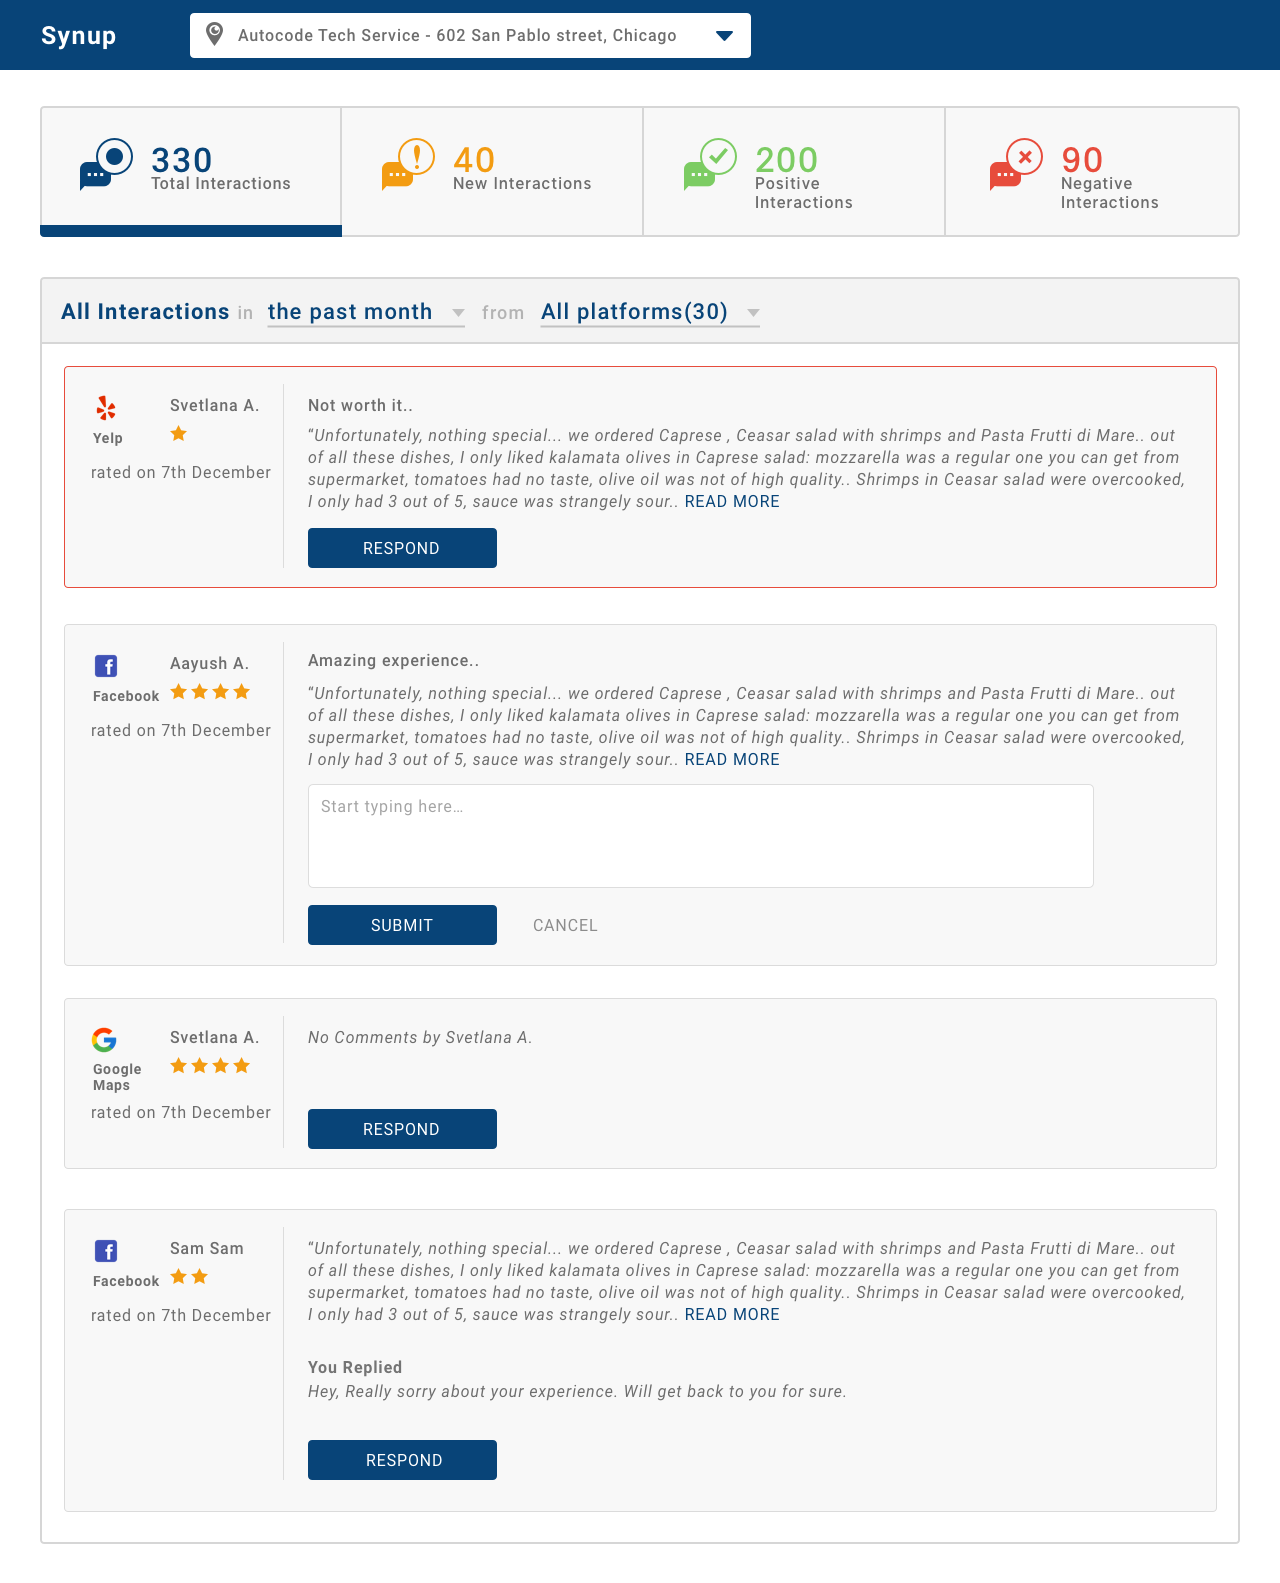 Synup
Autocode Tech Service - 602 San Pablo street, Chicago
330
Total Interactions
40
New Interactions
200
Positive
Interactions
90
Negative
Interactions
All Interactions in the past month from All platforms(30)
Yelp
Svetlana A.
rated on 7th December
Not worth it..
“Unfortunately, nothing special... we ordered Caprese , Ceasar salad with shrimps and Pasta Frutti di Mare.. out
of all these dishes, I only liked kalamata olives in Caprese salad: mozzarella was a regular one you can get from
supermarket, tomatoes had no taste, olive oil was not of high quality.. Shrimps in Ceasar salad were overcooked,
I only had 3 out of 5, sauce was strangely sour.. READ MORE
RESPOND
Facebook
Aayush A.
rated on 7th December
Amazing experience..
“Unfortunately, nothing special... we ordered Caprese , Ceasar salad with shrimps and Pasta Frutti di Mare.. out
of all these dishes, I only liked kalamata olives in Caprese salad: mozzarella was a regular one you can get from
supermarket, tomatoes had no taste, olive oil was not of high quality.. Shrimps in Ceasar salad were overcooked,
I only had 3 out of 5, sauce was strangely sour.. READ MORE
Start typing here…
SUBMIT
CANCEL
Google
Maps
Svetlana A.
rated on 7th December
No Comments by Svetlana A.
RESPOND
Facebook
Sam Sam
rated on 7th December
“Unfortunately, nothing special... we ordered Caprese , Ceasar salad with shrimps and Pasta Frutti di Mare.. out
of all these dishes, I only liked kalamata olives in Caprese salad: mozzarella was a regular one you can get from
supermarket, tomatoes had no taste, olive oil was not of high quality.. Shrimps in Ceasar salad were overcooked,
I only had 3 out of 5, sauce was strangely sour.. READ MORE
You Replied
Hey, Really sorry about your experience. Will get back to you for sure.
RESPOND